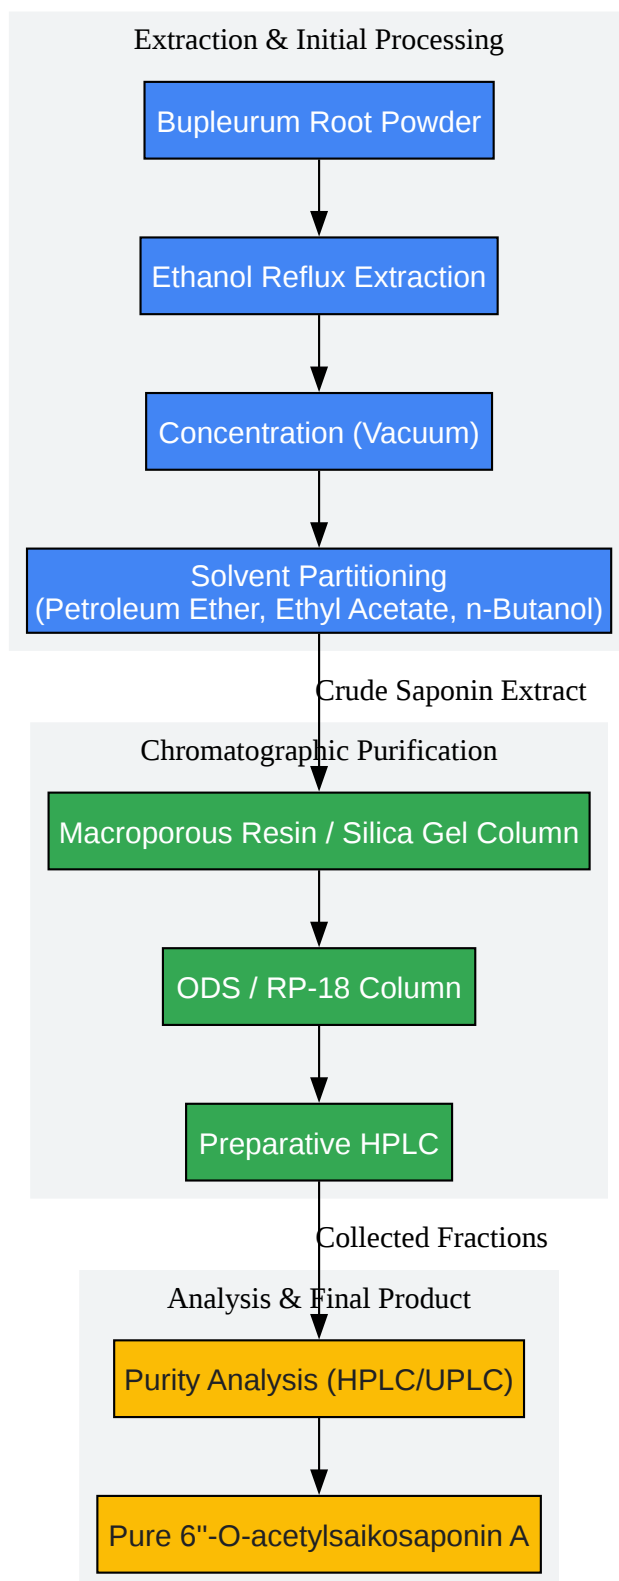 Extraction & Initial Processing
Bupleurum Root Powder
Ethanol Reflux Extraction
Concentration (Vacuum)
Solvent Partitioning
(Petroleum Ether, Ethyl Acetate, n-Butanol)
Crude Saponin Extract
Chromatographic Purification
Macroporous Resin / Silica Gel Column
ODS / RP-18 Column
Preparative HPLC
Collected Fractions
Analysis & Final Product
Purity Analysis (HPLC/UPLC)
Pure 6''-O-acetylsaikosaponin A